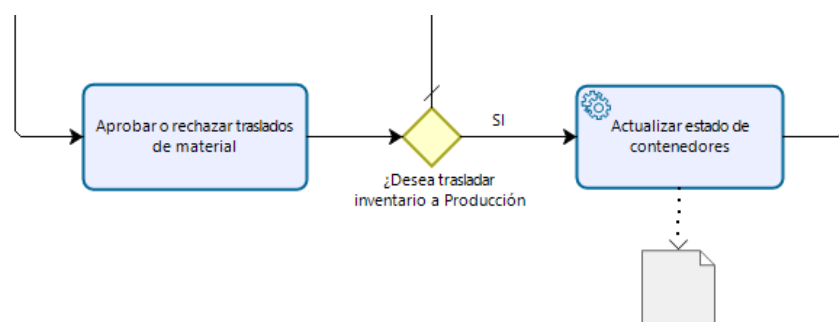 Aprobar o rechazar traslados
de material
SI
¿Desea trasladar
inventario a Producción
Actualizar estado de
contenedores